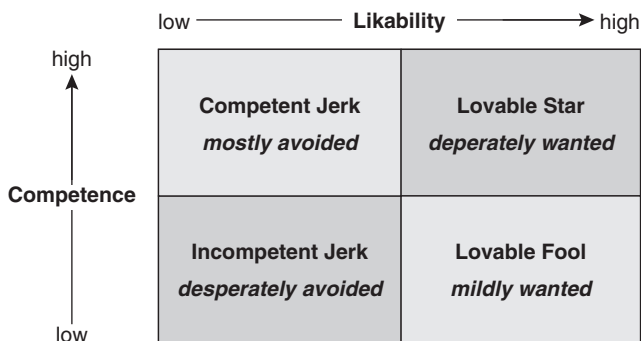 low Likability high
high
Competent Jerk Lovable Star
mostly avoided deperately wanted
Competence
Incompetent Jerk Lovable Fool
desperately avoided mildly wanted
low